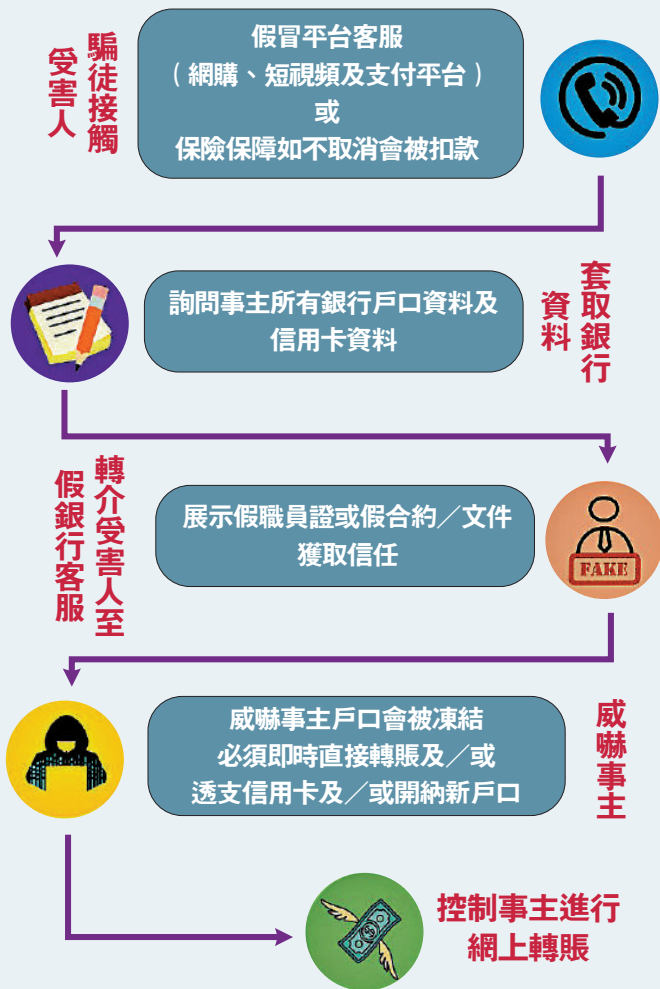 騙徒接觸
受害人
假冒平台客服
（網購、短視頻及支付平台）
或
保險保障如不取消會被扣款
詢問事主所有銀行戶口資料及
信用卡資料
套取銀行
資料
轉介受害人至
假銀行客服
展示假職員證或假合約／文件
獲取信任
FAKE
威嚇事主戶口會被凍結
必須即時直接轉賬及／或
透支信用卡及／或開納新戶口
威嚇事主
控制事主進行
網上轉賬